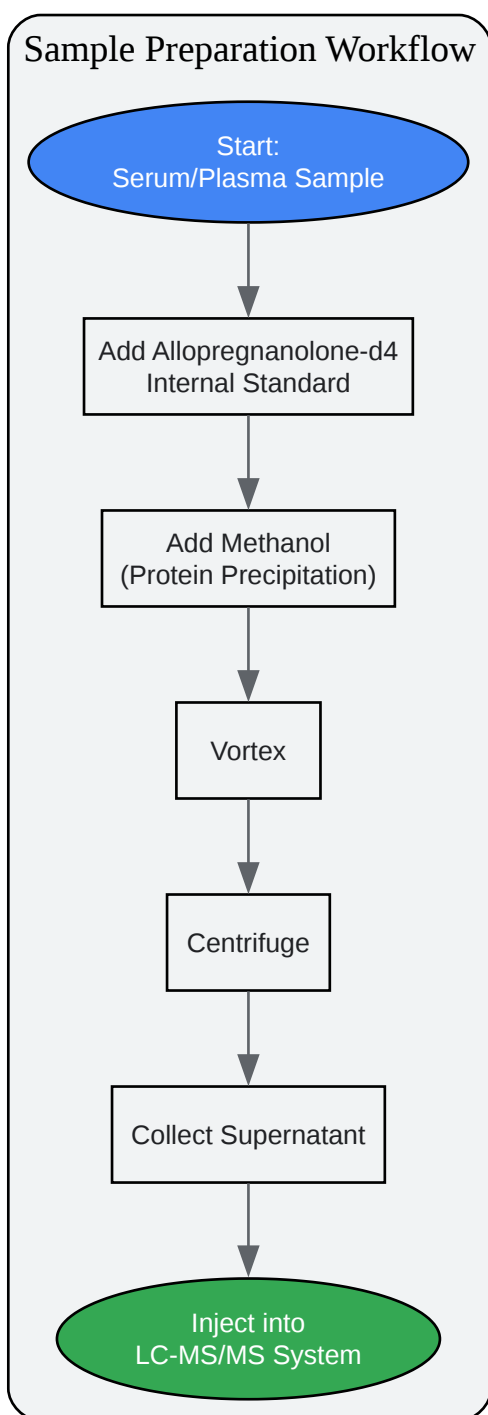 Sample Preparation Workflow
Start:
Serum/Plasma Sample
Add Allopregnanolone-d4
Internal Standard
Add Methanol
(Protein Precipitation)
Vortex
Centrifuge
Collect Supernatant
Inject into
LC-MS/MS System